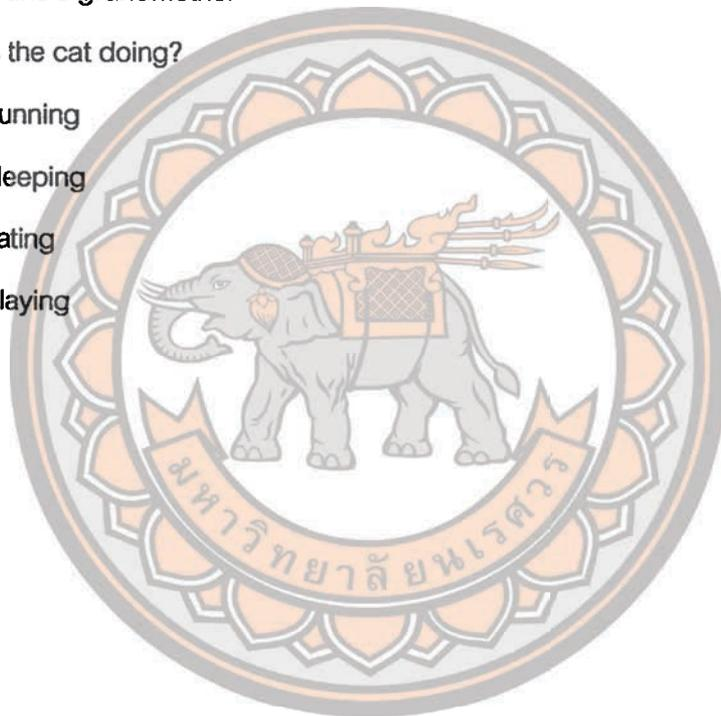 the cat doing?
unning
leeping
ating
laying
มหาวิทยาลัยนเรศวร